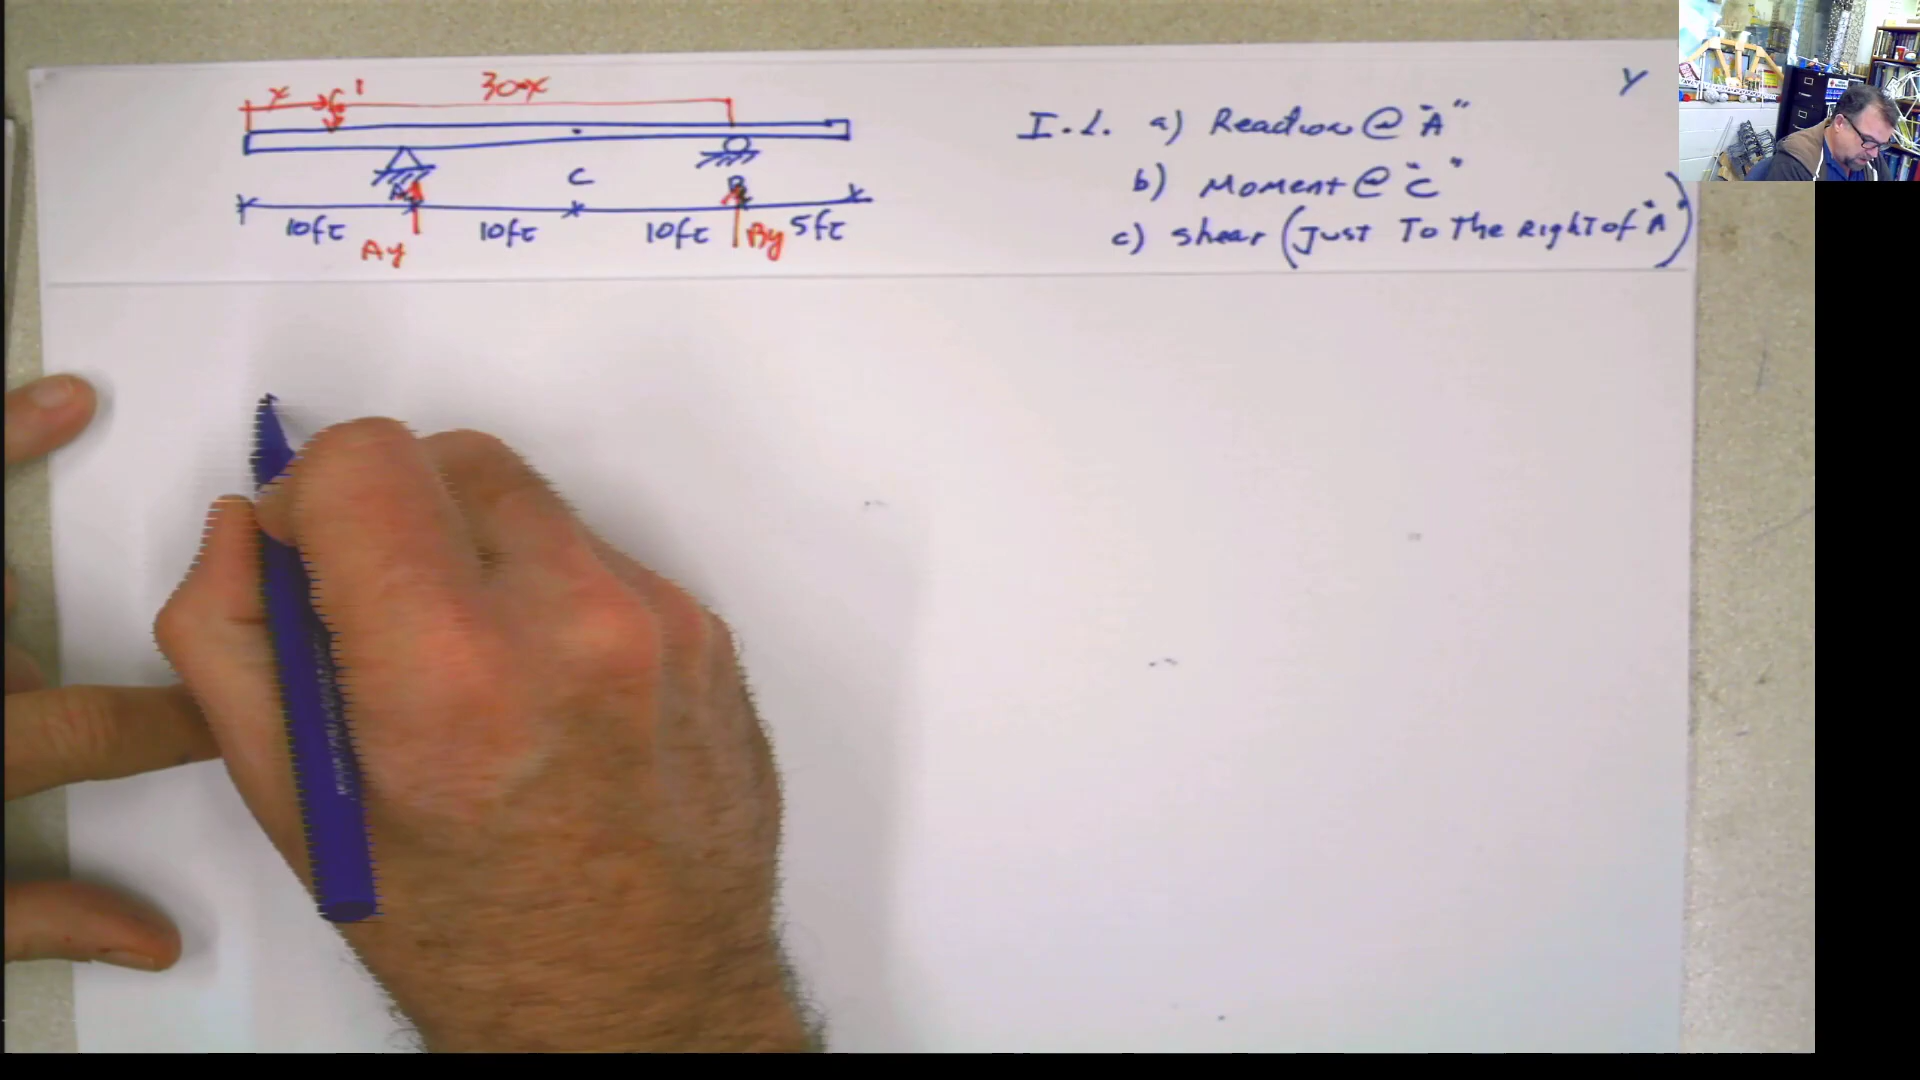 x 1 30-x
I.L. a) Reaction @ "A"
b) Moment @ "C"
c) shear (Just To The Right of "A")
A C B
10ft 10ft 10ft 5ft
Ay By
Y